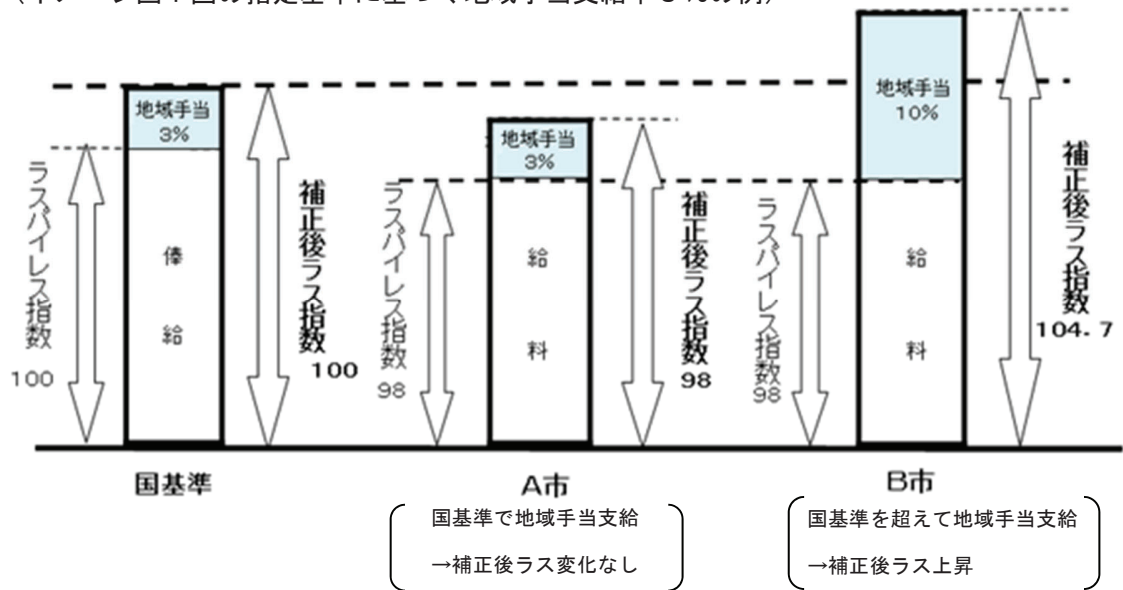 地域手当
3%
ラスパイレス指数
100
俸
給
補正後ラス指数
100
国基準
地域手当
3%
ラスパイレス指数
98
給
料
補正後ラス指数
98
A市
国基準で地域手当支給
→補正後ラス変化なし
地域手当
10%
ラスパイレス指数
98
給
料
補正後ラス指数
104.7
B市
国基準を超えて地域手当支給
→補正後ラス上昇